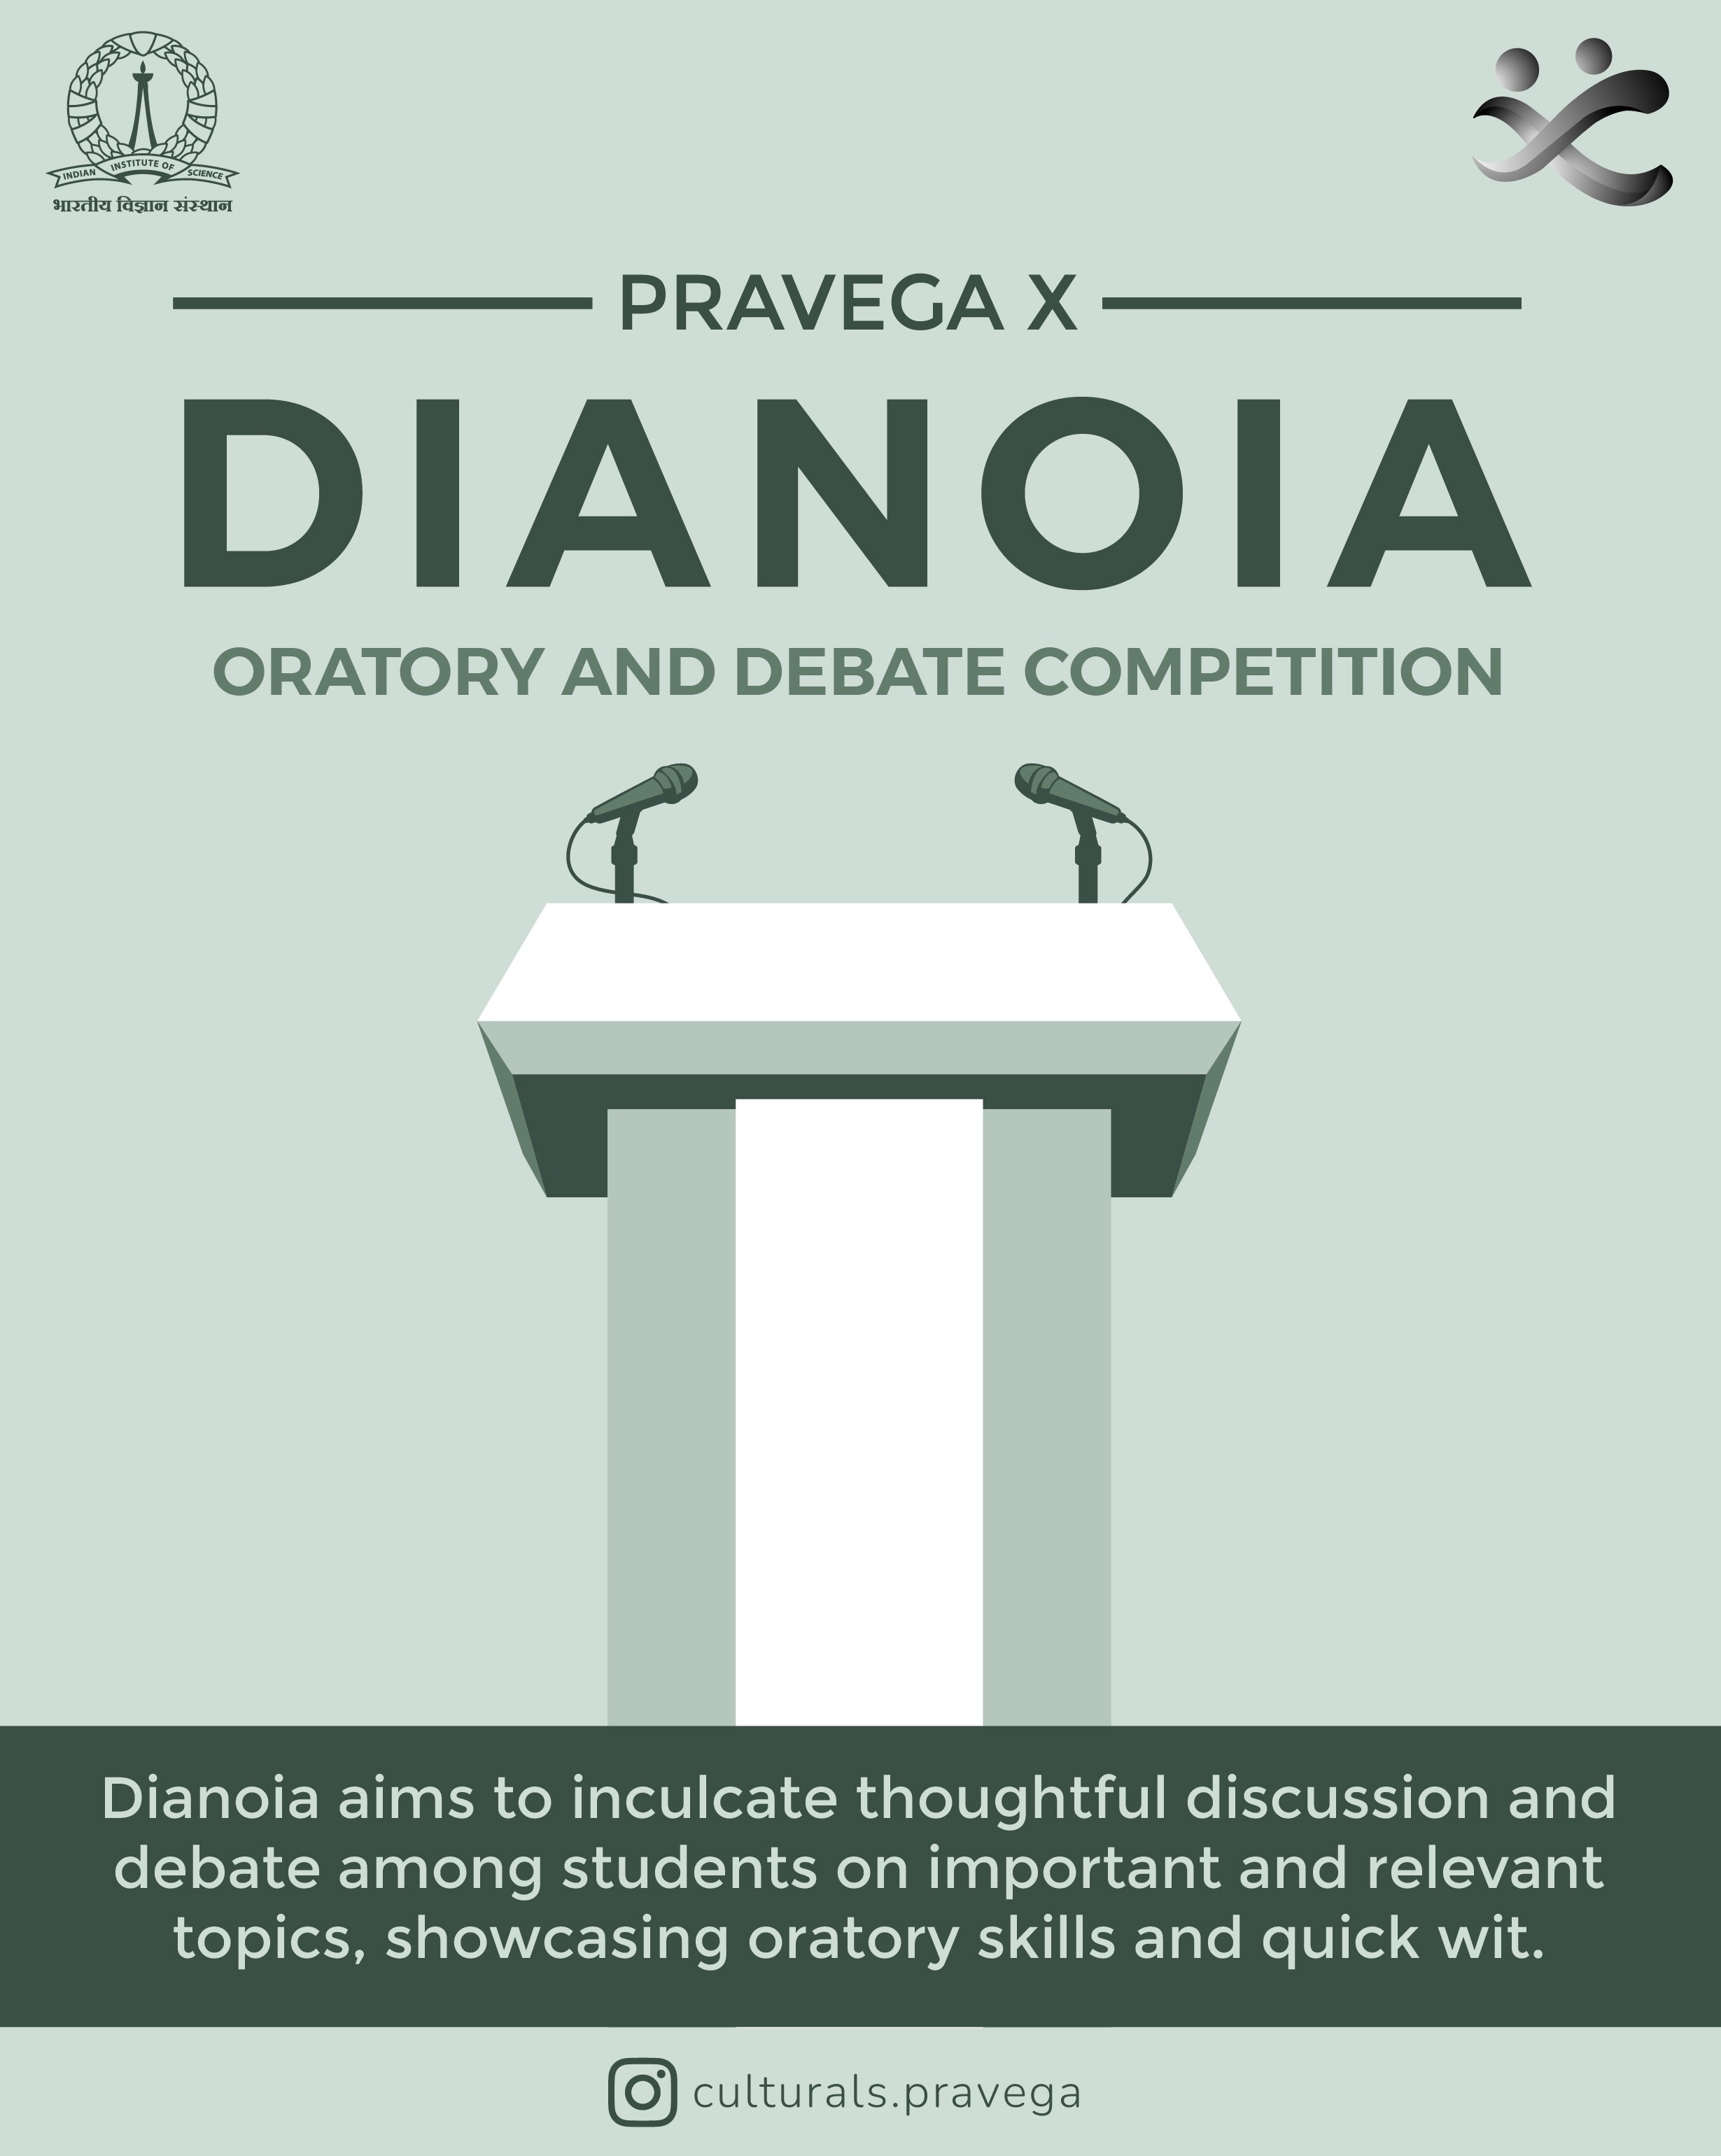 INDIAN INSTITUTE OF SCIENCE
भारतीय विज्ञान संस्थान
PRAVEGA X
DIANOIA
ORATORY AND DEBATE COMPETITION
Dianoia aims to inculcate thoughtful discussion and
debate among students on important and relevant
topics, showcasing oratory skills and quick wit.
culturals.pravega